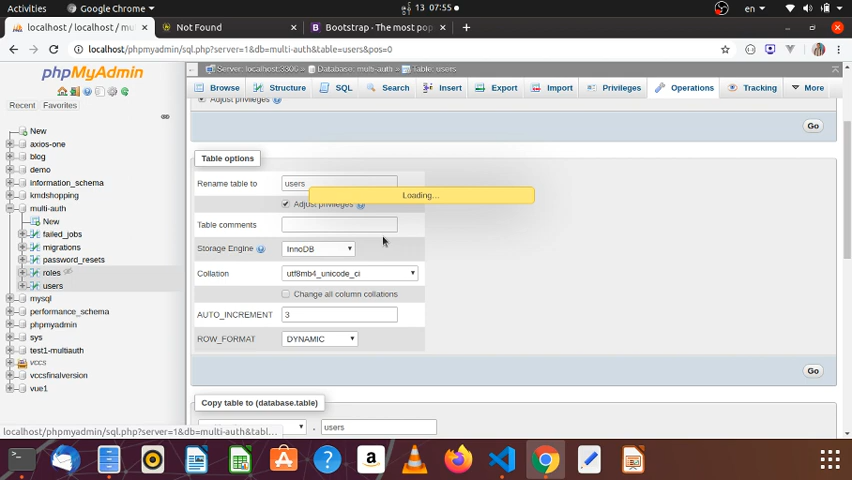 Activities
Google Chrome
13 07:55
en
localhost / localhost / mul
Not Found
Bootstrap · The most pop
localhost/phpmyadmin/sql.php?server=1&db=multi-auth&table=users&pos=0
phpMyAdmin
Recent
Favorites
New
axios-one
blog
demo
information_schema
kmdshopping
multi-auth
New
failed_jobs
migrations
password_resets
roles
users
mysql
performance_schema
phpmyadmin
sys
test1-multiauth
vccs
vccsfinalversion
vue1
Server: localhost:3306 » Database: multi-auth » Table: users
Browse
Structure
SQL
Search
Insert
Export
Import
Privileges
Operations
Tracking
More
Adjust privileges
Go
Table options
Rename table to
users
Loading...
Adjust privileges
Table comments
Storage Engine
InnoDB
Collation
utf8mb4_unicode_ci
Change all column collations
AUTO_INCREMENT
3
ROW_FORMAT
DYNAMIC
Go
Copy table to (database.table)
users
localhost/phpmyadmin/sql.php?server=1&db=multi-auth&tabl...